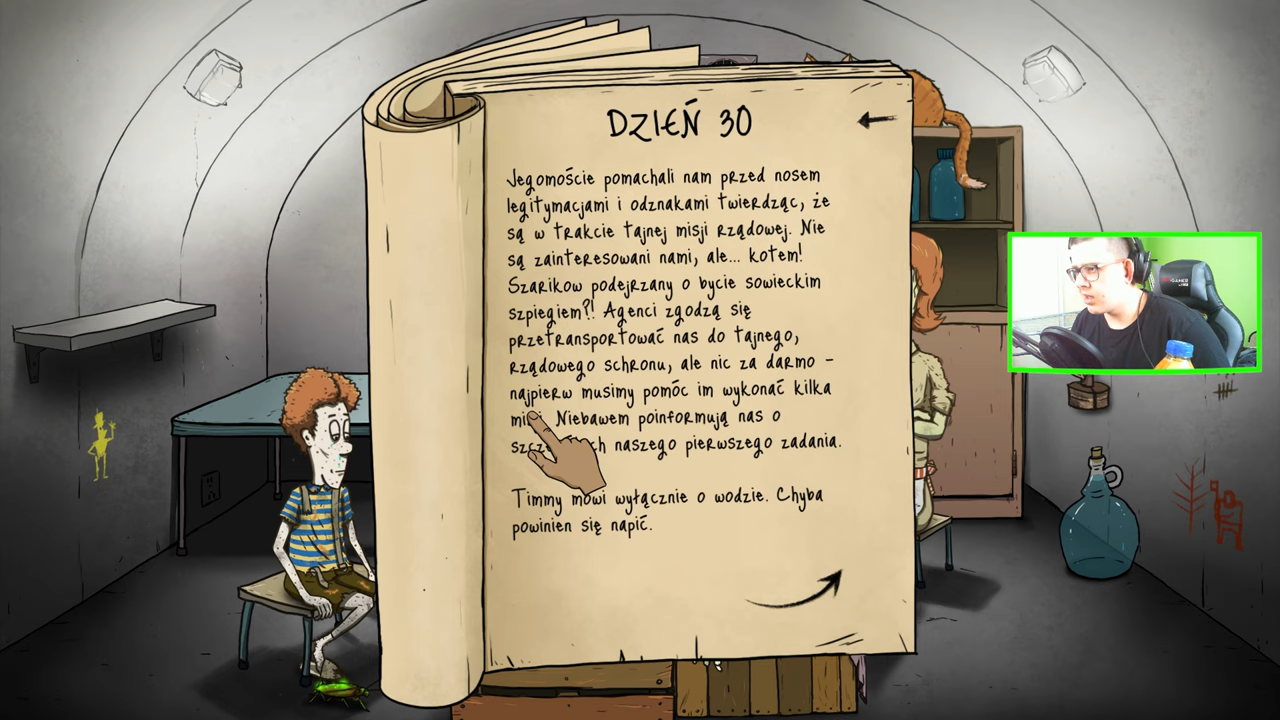 DZIEŃ 30
Jegomoście pomachali nam przed nosem
legitymacjami i odznakami twierdząc, że
są w trakcie tajnej misji rządowej. Nie
są zainteresowani nami, ale... kotem!
Szarikow podejrzany o bycie sowieckim
szpiegiem?! Agenci zgodzą się
przetransportować nas do tajnego,
rządowego schronu, ale nic za darmo -
najpierw musimy pomóc im wykonać kilka
Niebawem poinformują nas o
naszego pierwszego zadania.
Timmy mówi wyłącznie o wodzie. Chyba
powinien się napić.